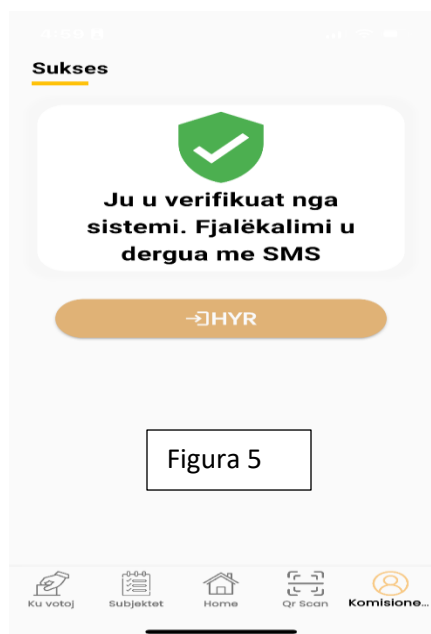 Sukses
Ju u verifikuat nga
sistemi. Fjalëkalimi u
dergua me SMS
HYR
Figura 5
Ku votoj
Subjektet
Home
Qr Scan
Komisione...